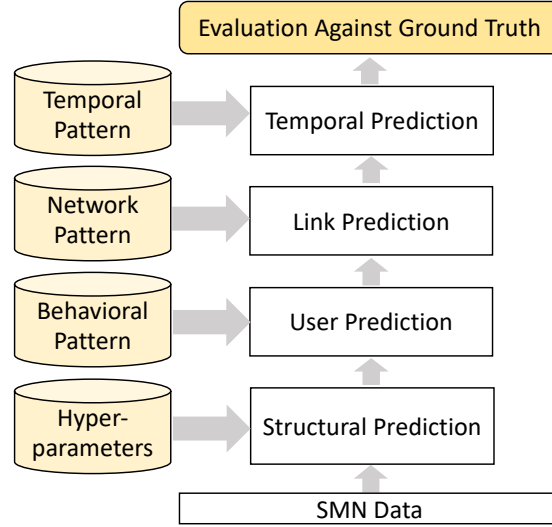 Evaluation Against Ground Truth
Temporal
Pattern
Temporal Prediction
Network
Pattern
Link Prediction
Behavioral
Pattern
User Prediction
Hyper-
parameters
Structural Prediction
SMN Data